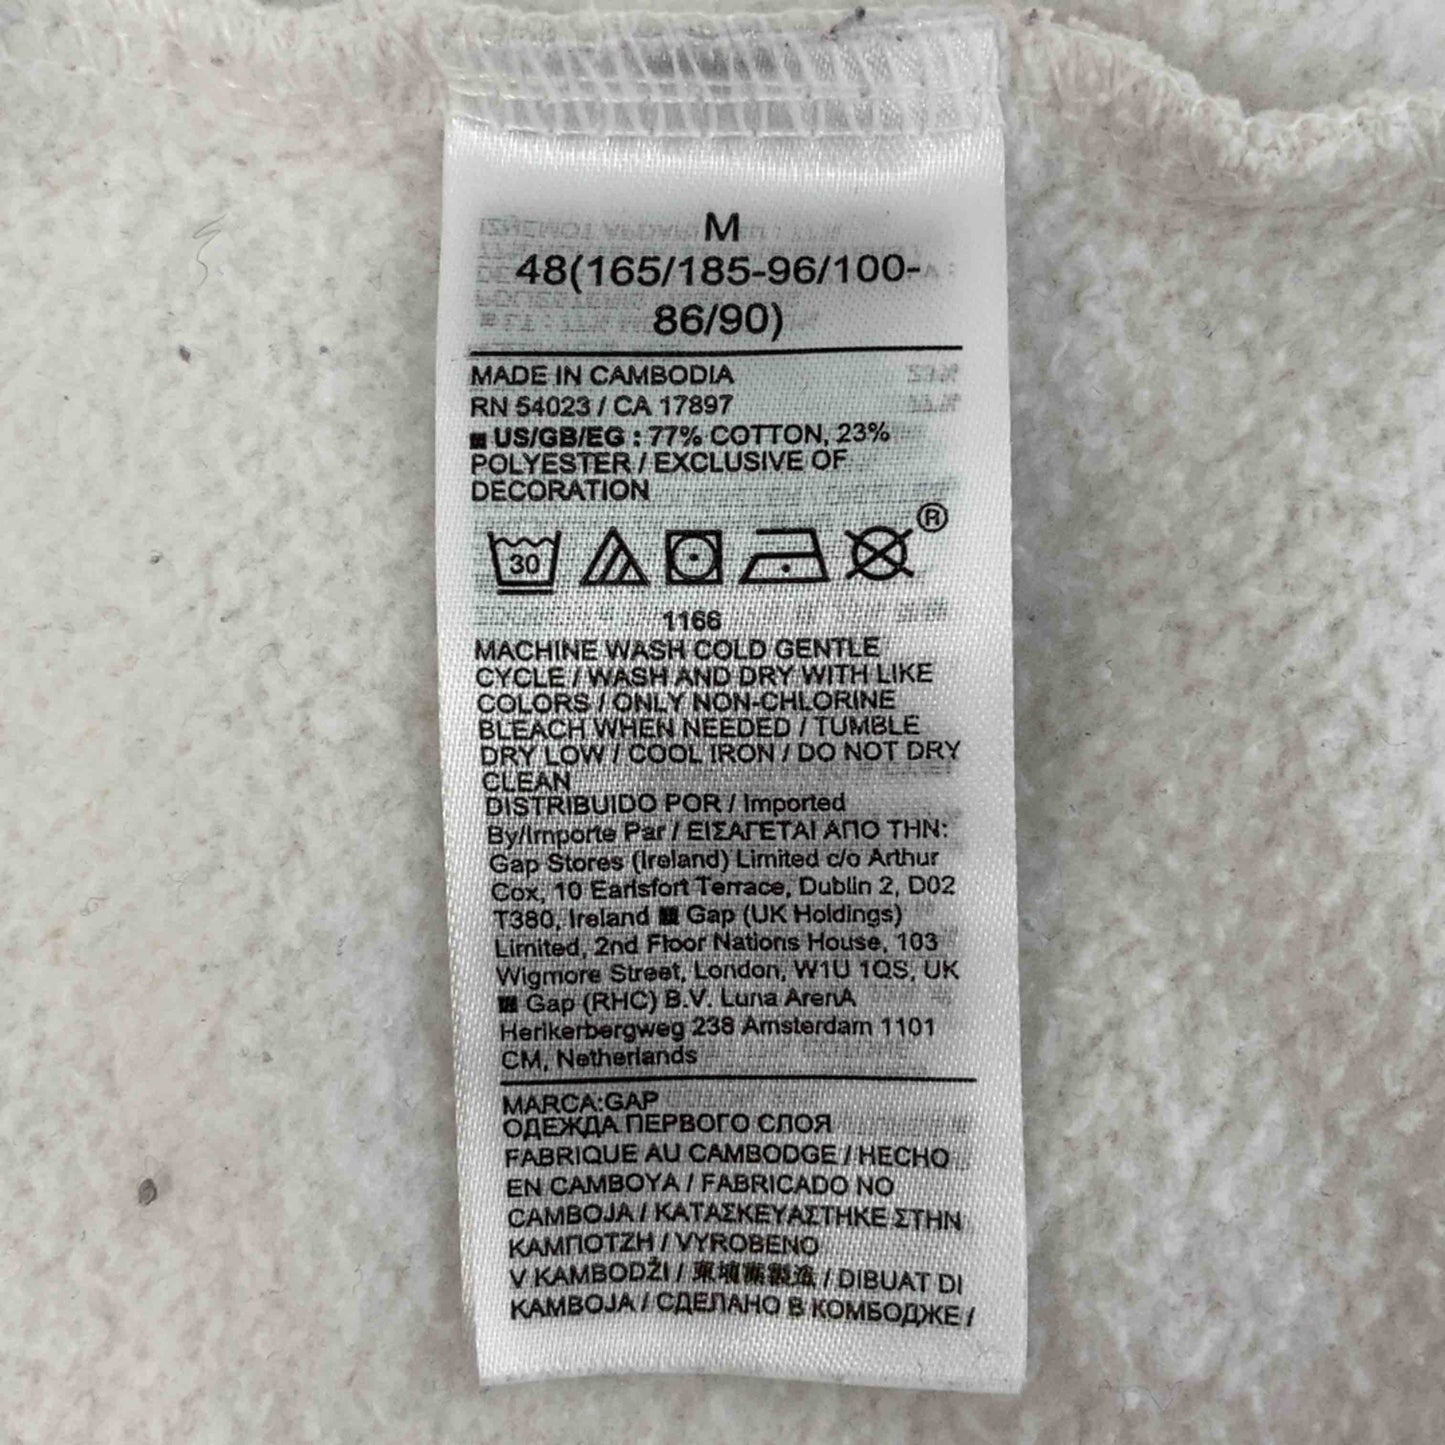 M
48(165/185-96/100-
86/90)
MADE IN CAMBODIA
RN 54023 / CA 17897
US/GB/EG : 77% COTTON, 23%
POLYESTER / EXCLUSIVE OF
DECORATION
30
®
1166
MACHINE WASH COLD GENTLE
CYCLE / WASH AND DRY WITH LIKE
COLORS / ONLY NON-CHLORINE
BLEACH WHEN NEEDED / TUMBLE
DRY LOW / COOL IRON / DO NOT DRY
CLEAN
DISTRIBUIDO POR / Imported
By/Importe Par / ΕΙΣΑΓΕΤΑΙ ΑΠΟ ΤΗΝ:
Gap Stores (Ireland) Limited c/o Arthur
Cox, 10 Earlsfort Terrace, Dublin 2, D02
T380, Ireland Gap (UK Holdings)
Limited, 2nd Floor Nations House, 103
Wigmore Street, London, W1U 1QS, UK
Gap (RHC) B.V. Luna ArenA
Herikerbergweg 238 Amsterdam 1101
CM, Netherlands
MARCA:GAP
ОДЕЖДА ПЕРВОГО СЛОЯ
FABRIQUE AU CAMBODGE / HECHO
EN CAMBOYA / FABRICADO NO
CAMBOJA / ΚΑΤΑΣΚΕΥΑΣΤΗΚΕ ΣΤΗΝ
ΚΑΜΠΟΤΖΗ / VYROBENO
V KAMBODŽI / 柬埔寨製造 / DIBUAT DI
KAMBOJA / СДЕЛАНО В КОМБОДЖЕ /